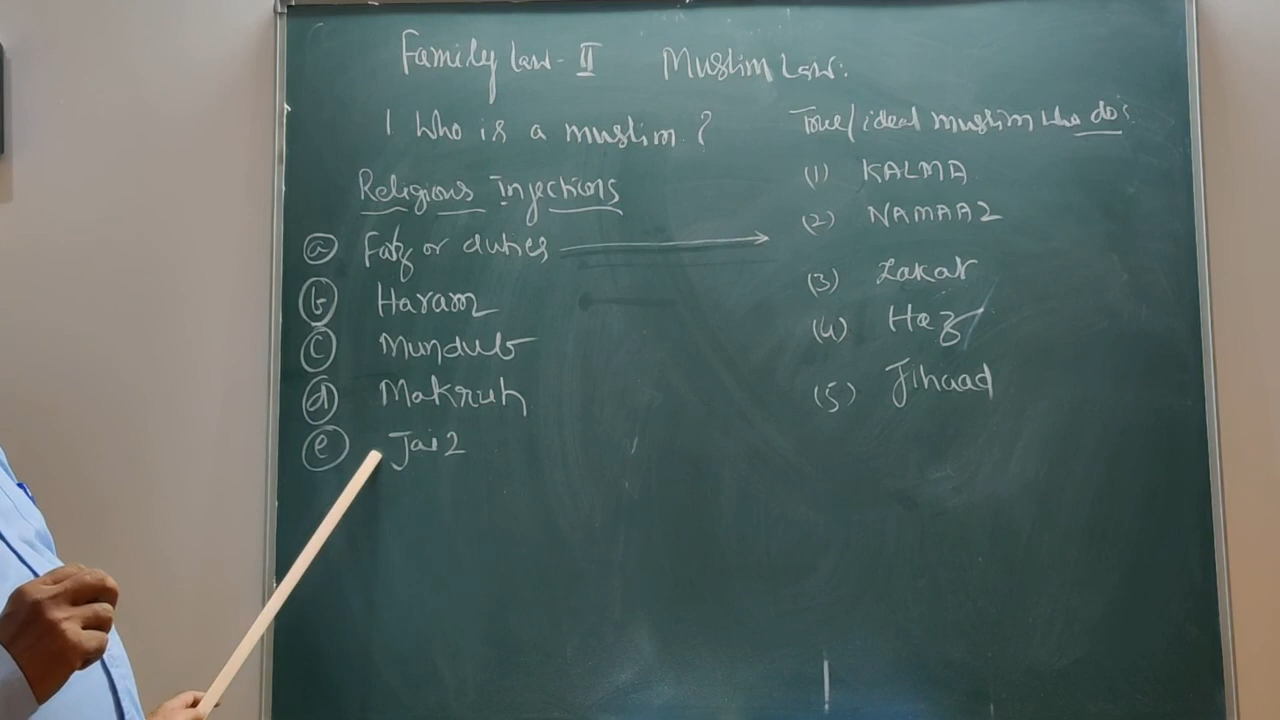 Family Law - II Muslim Law:
1. Who is a muslim?
Religious Injections
(a) Farz or duties
(b) Haram
(c) Mundub
(d) Makruh
(e) Jaiz
True/ideal muslim who do:
(1) KALMA
(2) NAMAAZ
(3) Zakat
(4) Haz
(5) Jihaad